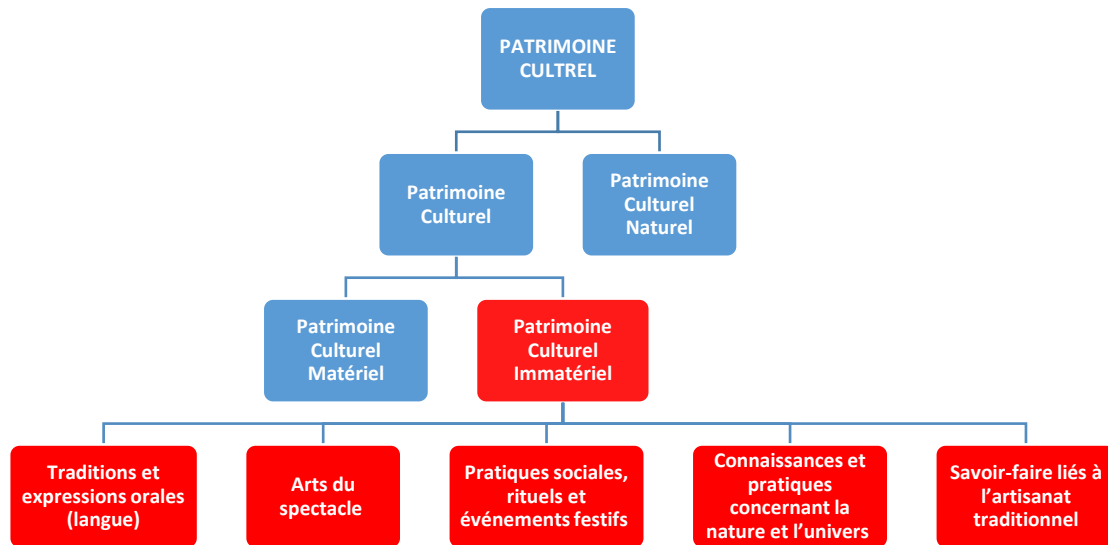 PATRIMOINE
CULTREL
Patrimoine
Culturel
Patrimoine
Culturel
Naturel
Patrimoine
Culturel
Matériel
Patrimoine
Culturel
Immatériel
Traditions et
expressions orales
(langue)
Arts du
spectacle
Pratiques sociales,
rituels et
événements festifs
Connaissances et
pratiques
concernant la
nature et l’univers
Savoir-faire liés à
l’artisanat
traditionnel